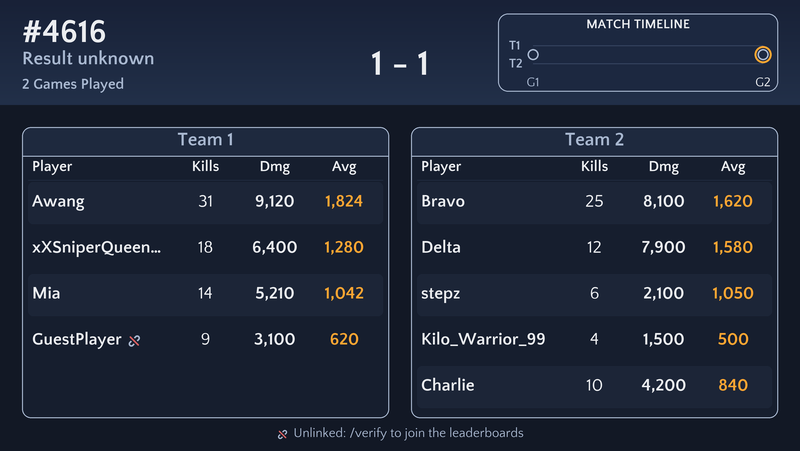 #4616
Result unknown
2 Games Played
1 – 1
MATCH TIMELINE
T1
T2
G1 G2
Team 1
Player Kills Dmg Avg
Awang 31 9,120 1,824
xXSniperQueen... 18 6,400 1,280
Mia 14 5,210 1,042
GuestPlayer 9 3,100 620
Team 2
Player Kills Dmg Avg
Bravo 25 8,100 1,620
Delta 12 7,900 1,580
stepz 6 2,100 1,050
Kilo_Warrior_99 4 1,500 500
Charlie 10 4,200 840
Unlinked: /verify to join the leaderboards